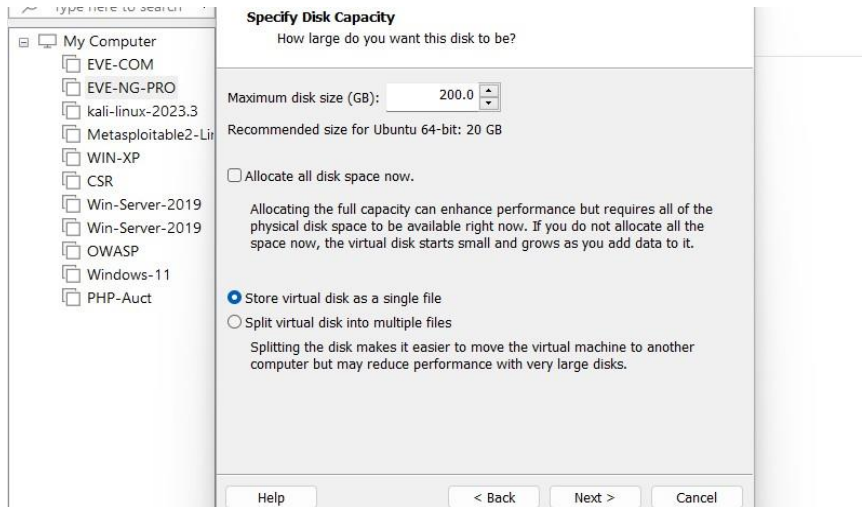 Type here to search
My Computer
EVE-COM
EVE-NG-PRO
kali-linux-2023.3
Metasploitable2-Lin
WIN-XP
CSR
Win-Server-2019
Win-Server-2019
OWASP
Windows-11
PHP-Auct
Specify Disk Capacity
How large do you want this disk to be?
Maximum disk size (GB): 200.0
Recommended size for Ubuntu 64-bit: 20 GB
Allocate all disk space now.
Allocating the full capacity can enhance performance but requires all of the
physical disk space to be available right now. If you do not allocate all the
space now, the virtual disk starts small and grows as you add data to it.
Store virtual disk as a single file
Split virtual disk into multiple files
Splitting the disk makes it easier to move the virtual machine to another
computer but may reduce performance with very large disks.
Help
< Back
Next >
Cancel